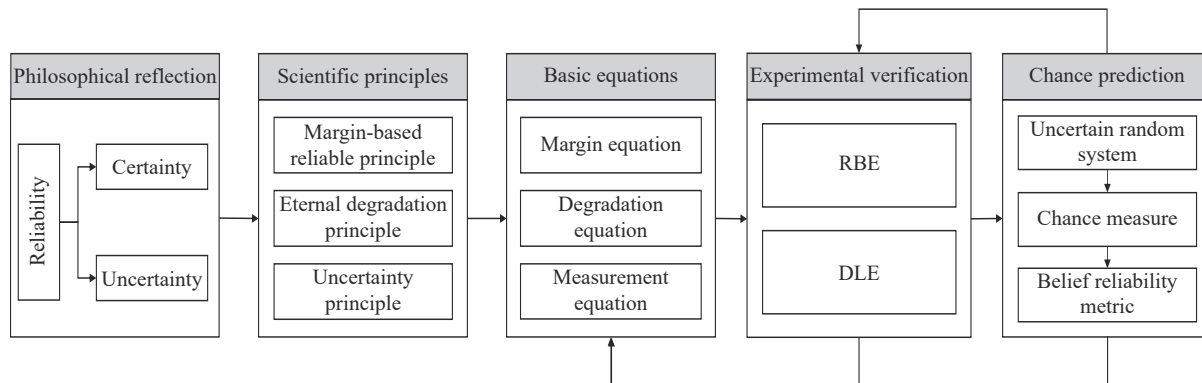 Philosophical reflection
Reliability
Certainty
Uncertainty
Scientific principles
Margin-based
reliable principle
Eternal degradation
principle
Uncertainty
principle
Basic equations
Margin equation
Degradation
equation
Measurement
equation
Experimental verification
RBE
DLE
Chance prediction
Uncertain random
system
Chance measure
Belief reliability
metric